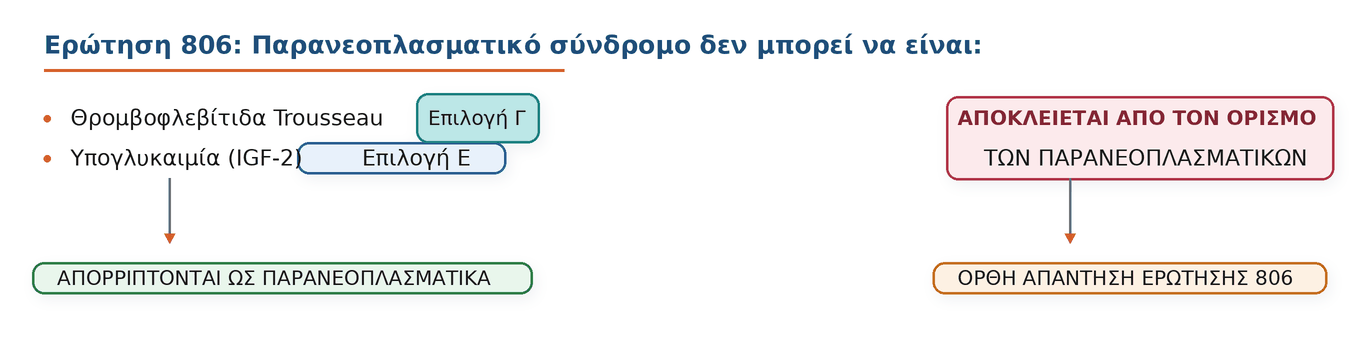 Ερώτηση 806: Παρανεοπλασματικό σύνδρομο δεν μπορεί να είναι:
• Θρομβοφλεβίτιδα Trousseau
Επιλογή Γ
• Υπογλυκαιμία (IGF-2)
Επιλογή Ε
ΑΠΟΚΛΕΙΕΤΑΙ ΑΠΟ ΤΟΝ ΟΡΙΣΜΟ
ΤΩΝ ΠΑΡΑΝΕΟΠΛΑΣΜΑΤΙΚΩΝ
ΑΠΟΡΡΙΠΤΟΝΤΑΙ ΩΣ ΠΑΡΑΝΕΟΠΛΑΣΜΑΤΙΚΑ
ΟΡΘΗ ΑΠΑΝΤΗΣΗ ΕΡΩΤΗΣΗΣ 806